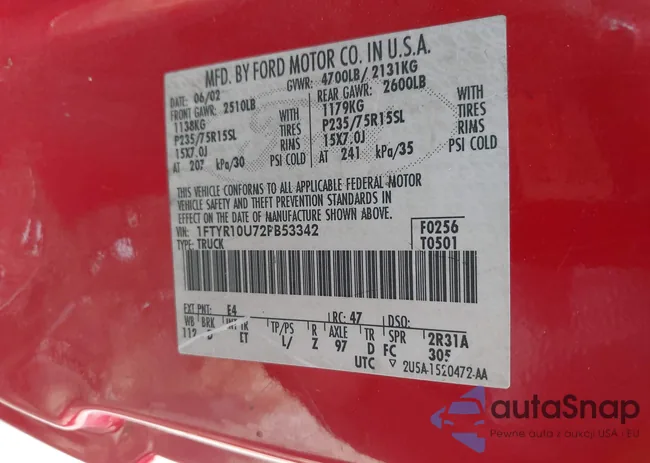 MFD. BY FORD MOTOR CO. IN U.S.A.
DATE: 06/02 GVWR: 4700LB/ 2131KG
FRONT GAWR: 2510LB REAR GAWR: 2600LB
1138KG WITH 1179KG WITH
P235/75R15SL TIRES P235/75R15SL TIRES
15X7.0J RIMS 15X7.0J RIMS
AT 207 kPa/30 PSI COLD AT 241 kPa/35 PSI COLD
THIS VEHICLE CONFORMS TO ALL APPLICABLE FEDERAL MOTOR
VEHICLE SAFETY AND THEFT PREVENTION STANDARDS IN
EFFECT ON THE DATE OF MANUFACTURE SHOWN ABOVE.
VIN: 1FTYR10U72PB53342 F0256
TYPE: TRUCK T0501
EXT PNT: E4 RC: 47 DSO:
WB BRK INT TR TP/PS R AXLE TR SPR 2R31A
ET L/ Z 97 D FC 305
UTC ▽ 2U5A-1520472-AA
autaSnap
Pewne auta z aukcji USA i EU